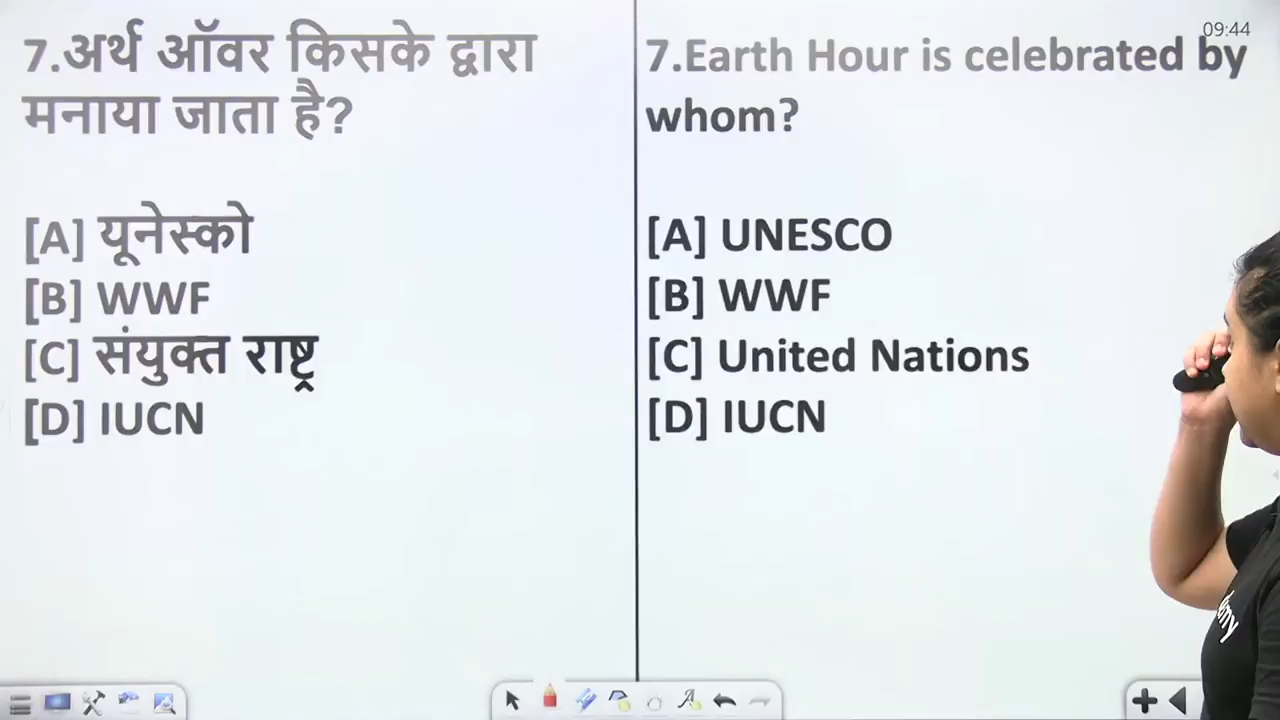 09:44
7.अर्थ ऑवर किसके द्वारा
मनाया जाता है?
[A] यूनेस्को
[B] WWF
[C] संयुक्त राष्ट्र
[D] IUCN
7.Earth Hour is celebrated by
whom?
[A] UNESCO
[B] WWF
[C] United Nations
[D] IUCN